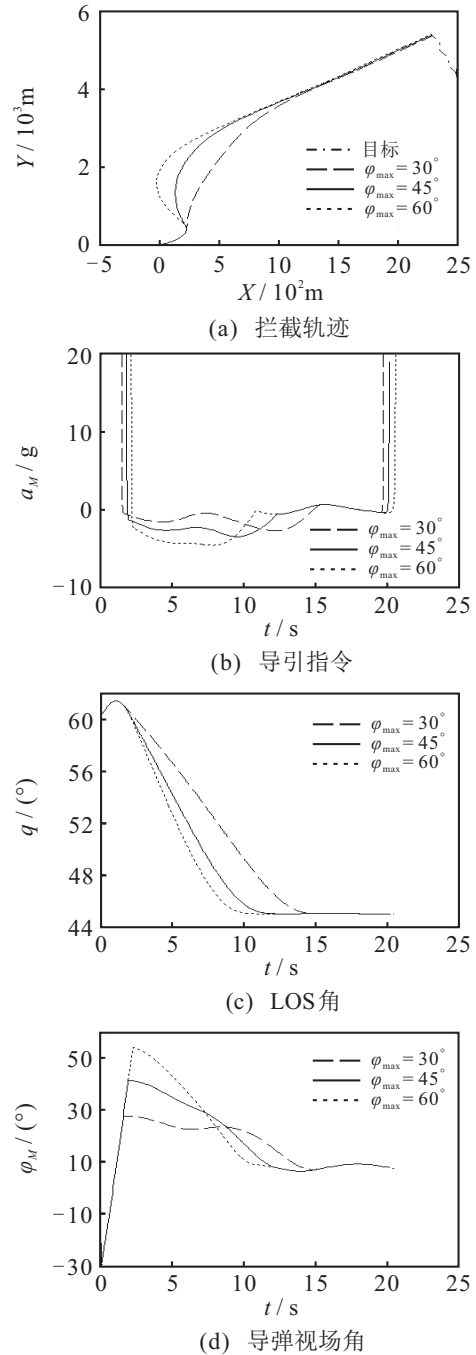 6
4
2
0
Y / 10³m
目标
φmax = 30°
φmax = 45°
φmax = 60°
−5 0 5 10 15 20 25
X / 10²m
(a) 拦截轨迹
20
10
0
−10
aM / g
φmax = 30°
φmax = 45°
φmax = 60°
0 5 10 15 20 25
t / s
(b) 导引指令
60
56
52
48
44
q / (°)
φmax = 30°
φmax = 45°
φmax = 60°
0 5 10 15 20 25
t / s
(c) LOS角
50
30
10
−10
−30
φM / (°)
φmax = 30°
φmax = 45°
φmax = 60°
0 5 10 15 20 25
t / s
(d) 导弹视场角